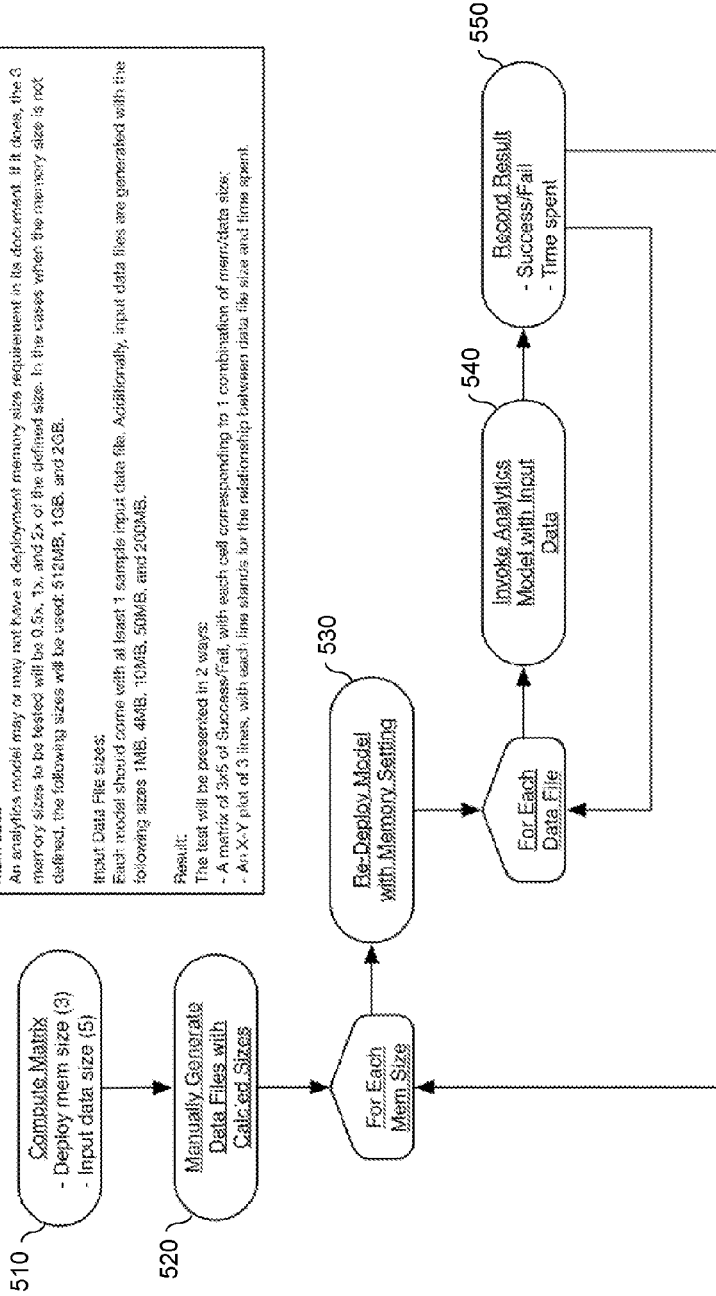 An analytics model may or may not have a deployment memory size requirement in its document. If it does, the 3
memory sizes to be tested will be 0.5x, 1x, and 2x of the defined size. In the cases when the memory size is not
defined, the following sizes will be used: 512MB, 1GB, and 2GB.
Input Data File sizes:
Each model should come with at least 1 sample input data file. Additionally, input data files are generated with the
following sizes 1MB, 4MB, 10MB, 50MB, and 200MB.
Result:
The test will be presented in 2 ways:
- A matrix of 3x5 of Success/Fail, with each cell corresponding to 1 combination of mem/data size;
- An X-Y plot of 3 lines, with each line stands for the relationship between data file size and time spent.
510
Compute Matrix
- Deploy mem size (3)
- Input data size (5)
520
Manually Generate
Data Files with
Calc'ed Sizes
For Each
Mem Size
530
Re-Deploy Model
with Memory Setting
For Each
Data File
540
Invoke Analytics
Model with Input
Data
550
Record Result
- Success/Fail
- Time spent